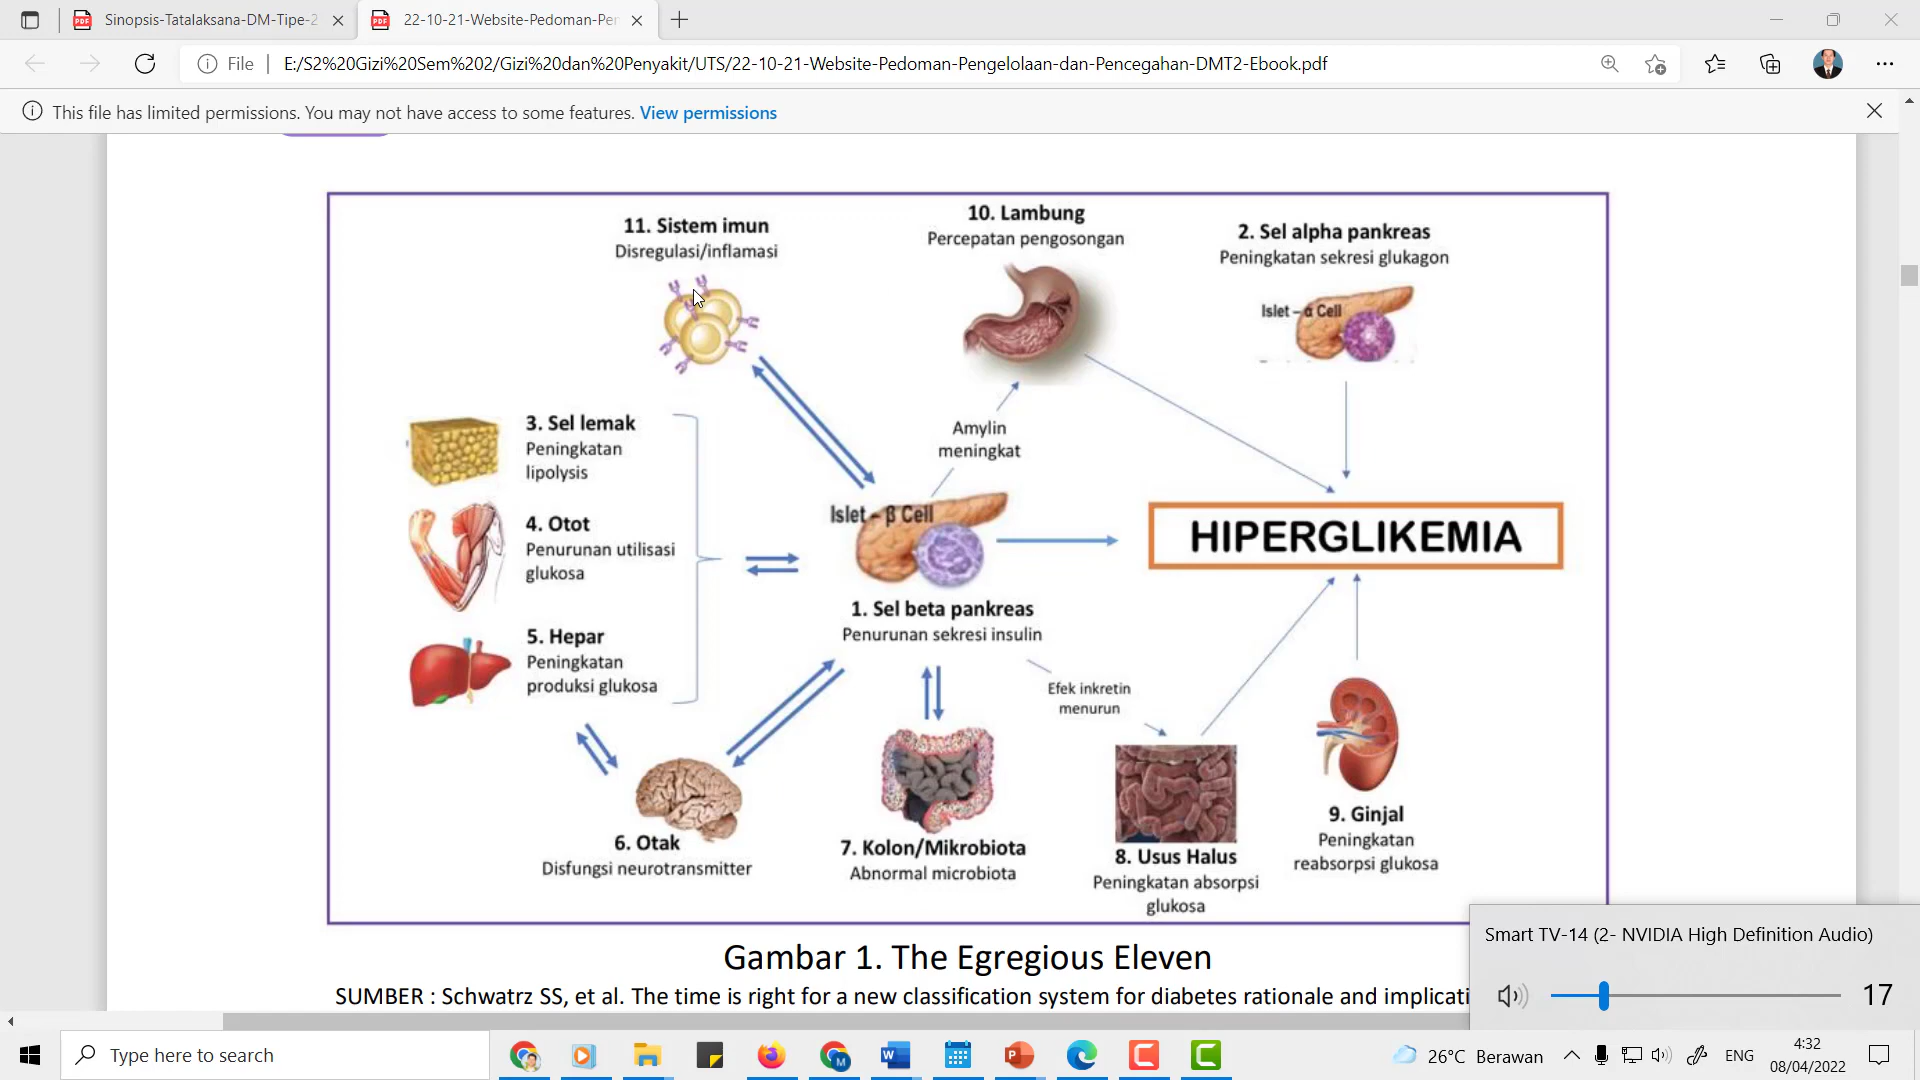 Sinopsis-Tatalaksana-DM-Tipe-2
22-10-21-Website-Pedoman-Pen
File
E:/S2%20Gizi%20Sem%202/Gizi%20dan%20Penyakit/UTS/22-10-21-Website-Pedoman-Pengelolaan-dan-Pencegahan-DMT2-Ebook.pdf
This file has limited permissions. You may not have access to some features. View permissions
11. Sistem imun
Disregulasi/inflamasi
10. Lambung
Percepatan pengosongan
2. Sel alpha pankreas
Peningkatan sekresi glukagon
Islet – α Cell
3. Sel lemak
Peningkatan
lipolysis
Amylin
meningkat
4. Otot
Penurunan utilisasi
glukosa
Islet – β Cell
HIPERGLIKEMIA
1. Sel beta pankreas
Penurunan sekresi insulin
5. Hepar
Peningkatan
produksi glukosa
Efek inkretin
menurun
6. Otak
Disfungsi neurotransmitter
7. Kolon/Mikrobiota
Abnormal microbiota
8. Usus Halus
Peningkatan absorpsi
glukosa
9. Ginjal
Peningkatan
reabsorpsi glukosa
Gambar 1. The Egregious Eleven
SUMBER : Schwatrz SS, et al. The time is right for a new classification system for diabetes rationale and implicati
Smart TV-14 (2- NVIDIA High Definition Audio)
17
Type here to search
26°C Berawan
ENG
4:32
08/04/2022